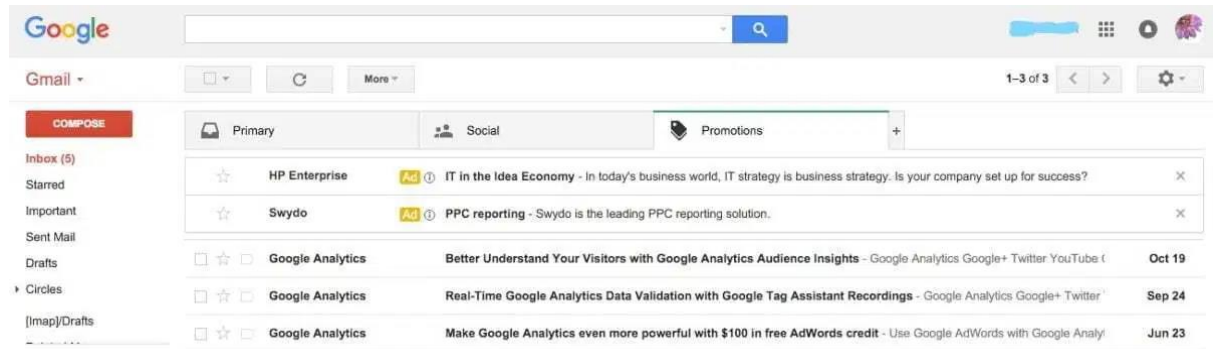 Google
Gmail
More
1–3 of 3
COMPOSE
Primary
Social
Promotions
+
Inbox (5)
Starred
Important
Sent Mail
Drafts
Circles
[Imap]/Drafts
HP Enterprise Ad IT in the Idea Economy - In today's business world, IT strategy is business strategy. Is your company set up for success?
Swydo Ad PPC reporting - Swydo is the leading PPC reporting solution.
Google Analytics Better Understand Your Visitors with Google Analytics Audience Insights - Google Analytics Google+ Twitter YouTube Oct 19
Google Analytics Real-Time Google Analytics Data Validation with Google Tag Assistant Recordings - Google Analytics Google+ Twitter Sep 24
Google Analytics Make Google Analytics even more powerful with $100 in free AdWords credit - Use Google AdWords with Google Analy Jun 23